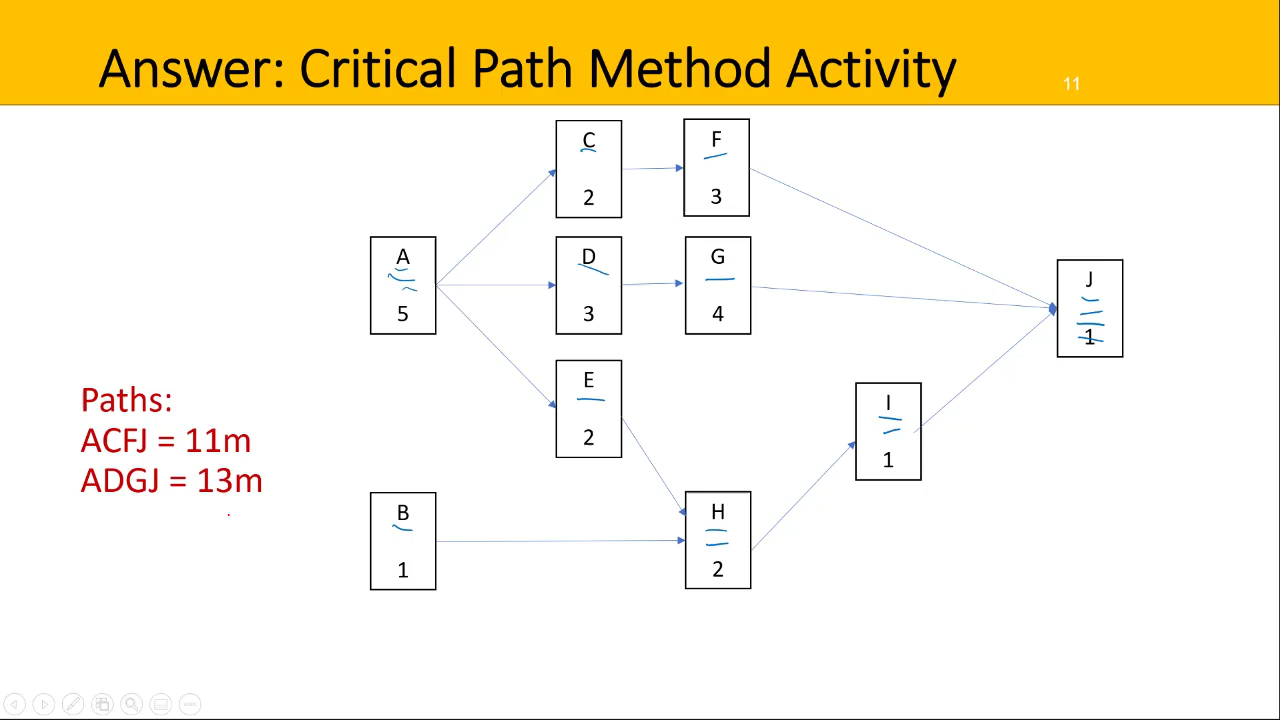 Answer: Critical Path Method Activity
11
C
2
F
3
A
5
D
3
G
4
J
1
E
2
I
1
B
1
H
2
Paths:
ACFJ = 11m
ADGJ = 13m